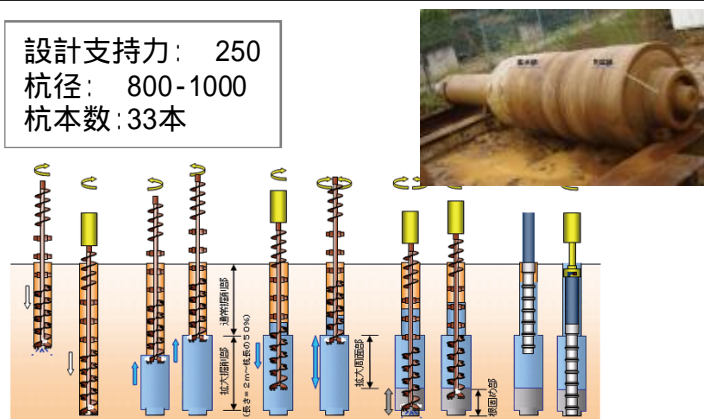 設計支持力： 250
杭径： 800-1000
杭本数：33本
通常掘削部
拡大掘削部
(長さ＝2m～杭長の50%)
拡大周面部
根固め部